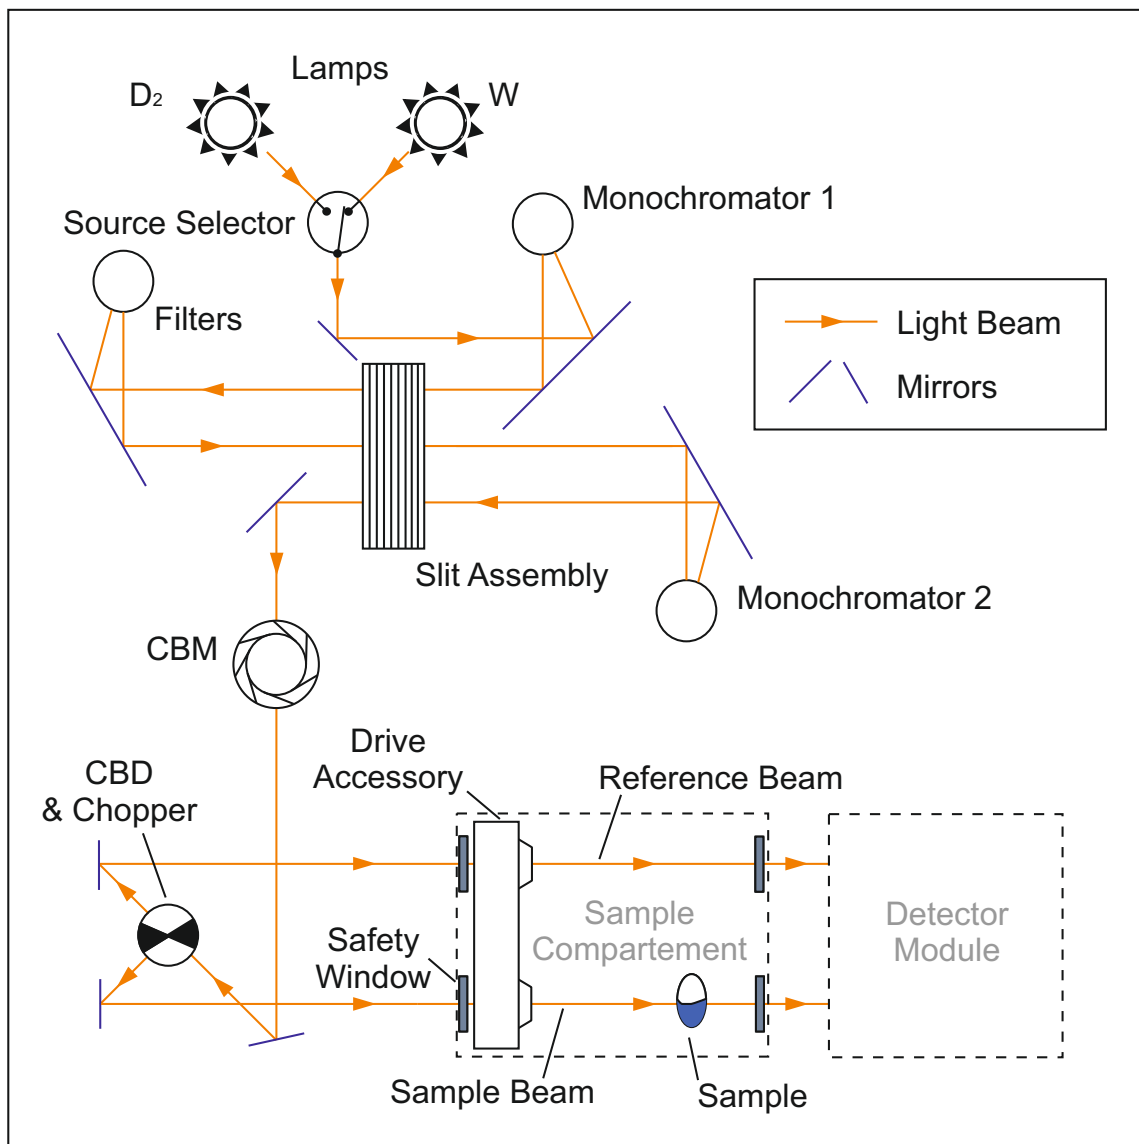 Lamps
D₂
W
Monochromator 1
Source Selector
Filters
Light Beam
Mirrors
Slit Assembly
Monochromator 2
CBM
Drive
Accessory
CBD
& Chopper
Reference Beam
Sample
Compartement
Detector
Module
Safety
Window
Sample Beam
Sample